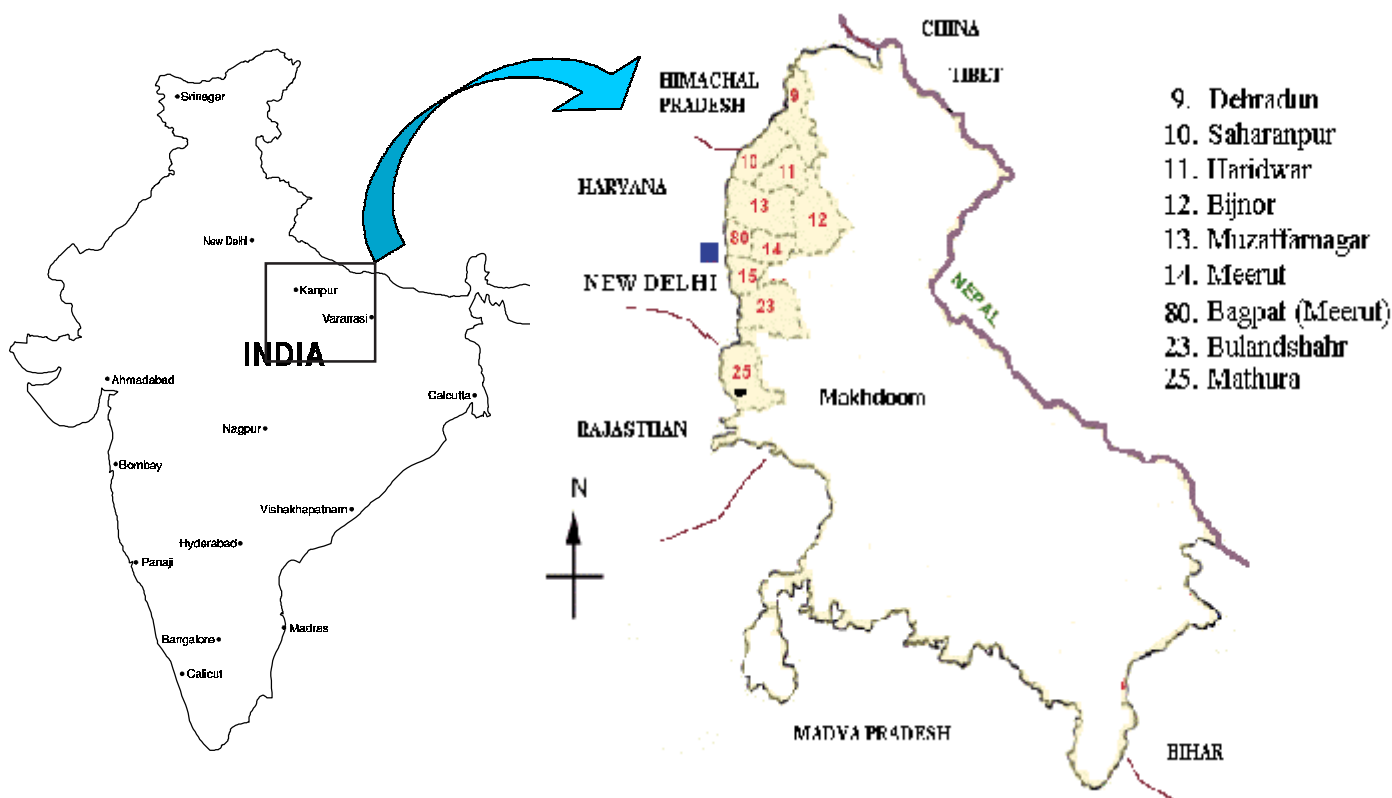 Srinagar
New Delhi
Kanpur
Vararasi
INDIA
Ahmadabad
Calcutta
Nagpur
Bombay
Vishakhapatnam
Hyderabad
Panaji
Bangalore
Madras
Calicut
CHINA
TIBET
HIMACHAL
PRADESH
HARYANA
NEW DELHI
NEPAL
RAJASTHAN
Makhdoom
N
MADYA PRADESH
BIHAR
9
10
11
13
12
80
14
15
23
25
9. Dehradun
10. Saharanpur
11. Haridwar
12. Bijnor
13. Muzaffarnagar
14. Meerut
80. Bagpat (Meerut)
23. Bulandshahr
25. Mathura